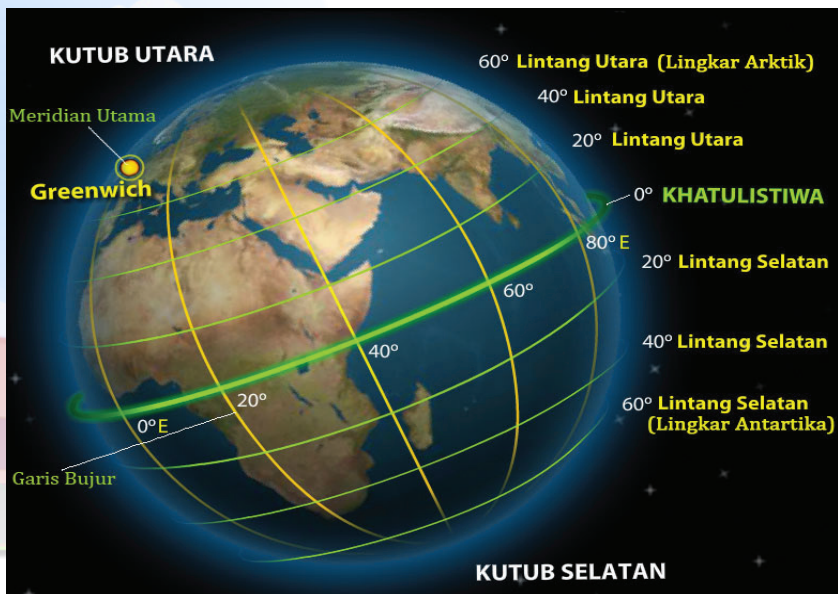 KUTUB UTARA
60° Lintang Utara (Lingkar Arktik)
40° Lintang Utara
Meridian Utama
20° Lintang Utara
Greenwich
0° KHATULISTIWA
80° E
20° Lintang Selatan
60°
40° Lintang Selatan
40°
20°
0° E
60° Lintang Selatan
(Lingkar Antartika)
Garis Bujur
KUTUB SELATAN